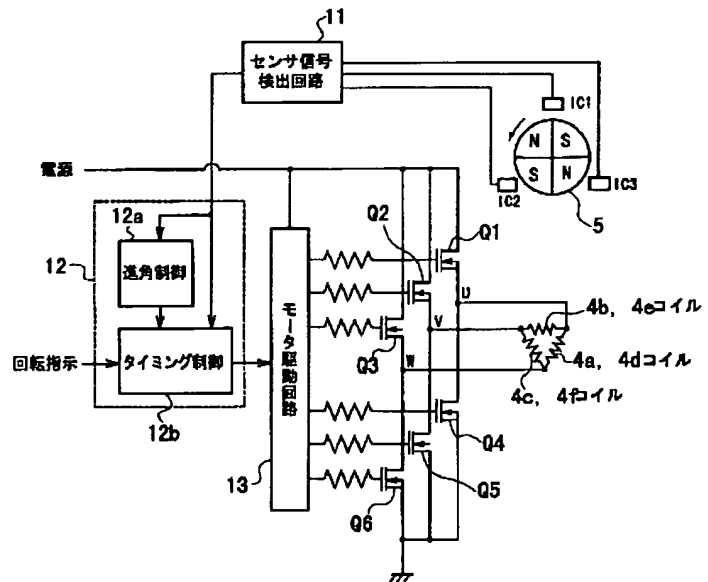 11
センサ信号
検出回路
IC1
N
S
S
N
IC2
IC3
5
電源
12a
12
進角制御
回転指示
タイミング制御
12b
モータ駆動回路
13
Q1
Q2
Q3
U
V
W
4b, 4eコイル
4a, 4dコイル
4c, 4fコイル
Q4
Q5
Q6